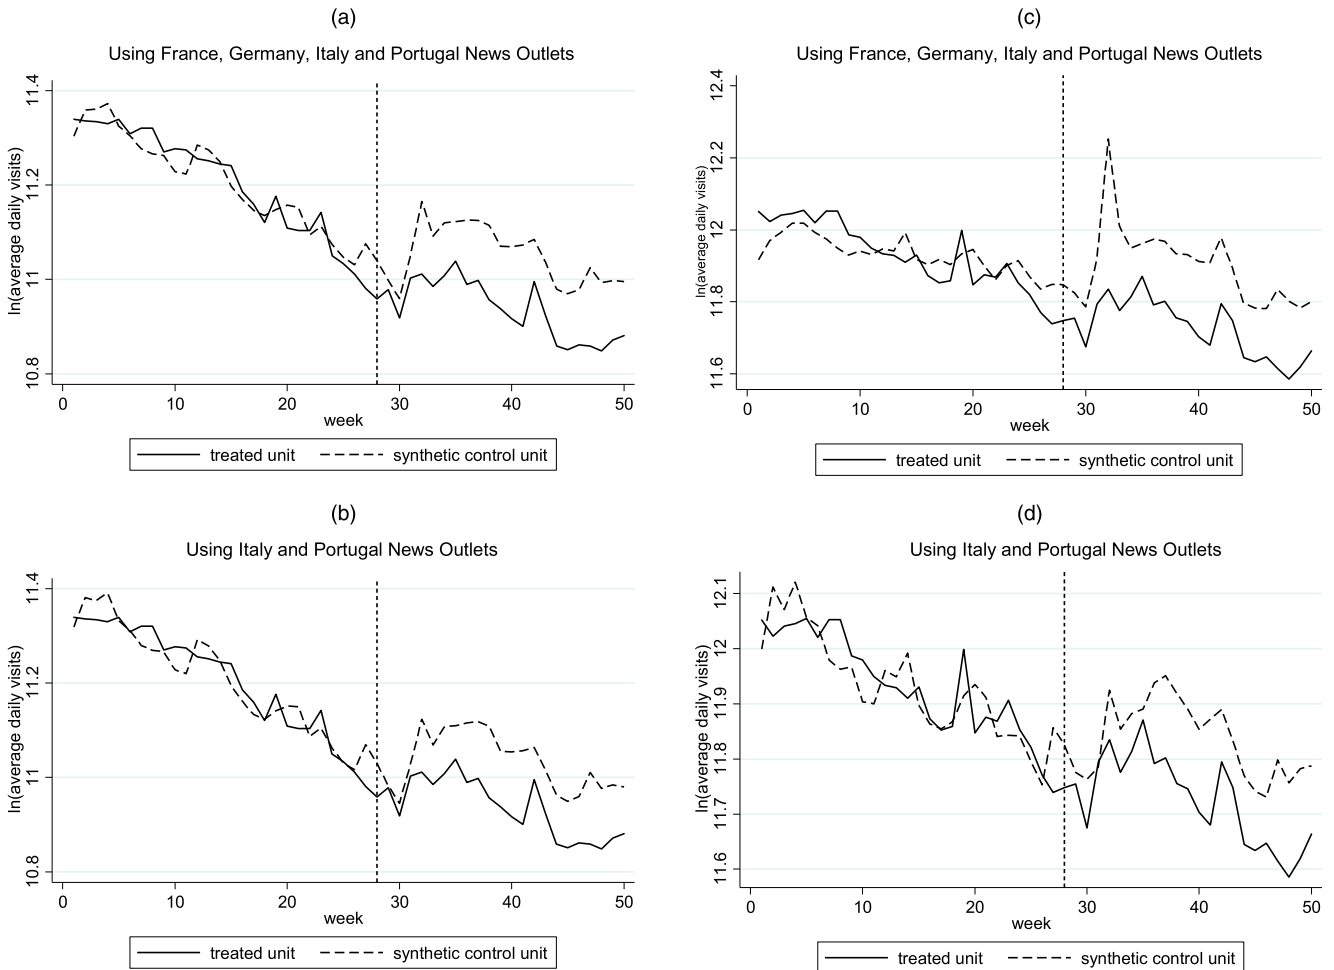 (a)
Using France, Germany, Italy and Portugal News Outlets
ln(average daily visits)
11.4
11.2
11
10.8
0 10 20 30 40 50
week
treated unit synthetic control unit
(c)
Using France, Germany, Italy and Portugal News Outlets
ln(average daily visits)
12.4
12.2
12
11.8
11.6
0 10 20 30 40 50
week
treated unit synthetic control unit
(b)
Using Italy and Portugal News Outlets
ln(average daily visits)
11.4
11.2
11
10.8
0 10 20 30 40 50
week
treated unit synthetic control unit
(d)
Using Italy and Portugal News Outlets
ln(average daily visits)
12.1
12
11.9
11.8
11.7
11.6
0 10 20 30 40 50
week
treated unit synthetic control unit